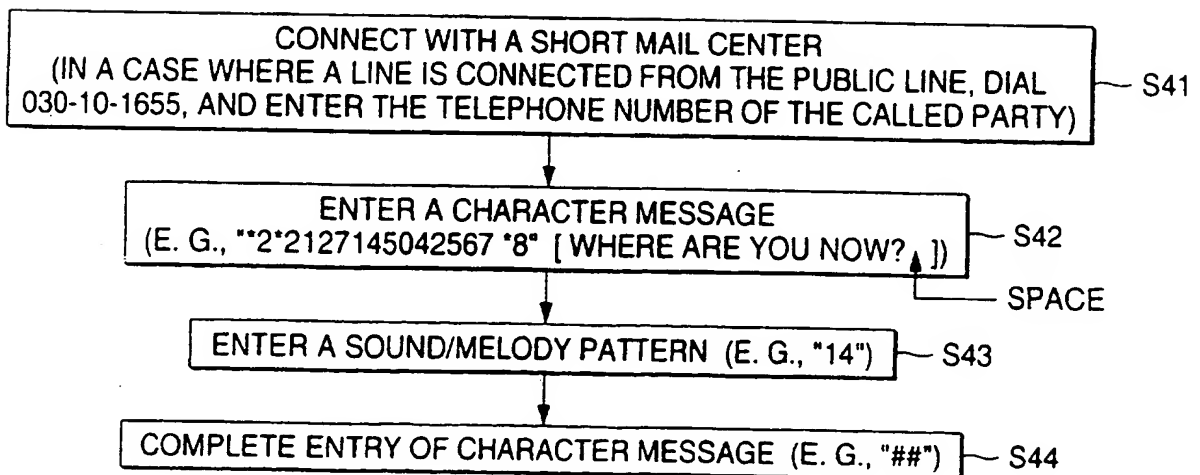 CONNECT WITH A SHORT MAIL CENTER
(IN A CASE WHERE A LINE IS CONNECTED FROM THE PUBLIC LINE, DIAL
030-10-1655, AND ENTER THE TELEPHONE NUMBER OF THE CALLED PARTY)
S41
ENTER A CHARACTER MESSAGE
(E. G., "*2*2127145042567 *8" [ WHERE ARE YOU NOW? ])
S42
SPACE
ENTER A SOUND/MELODY PATTERN (E. G., "14")
S43
COMPLETE ENTRY OF CHARACTER MESSAGE (E. G., "##")
S44